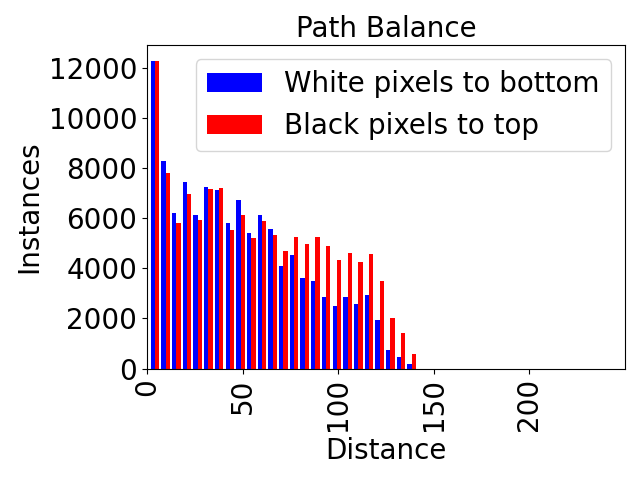 Path Balance
White pixels to bottom
Black pixels to top
Instances
12000
10000
8000
6000
4000
2000
0
0 50 100 150 200
Distance